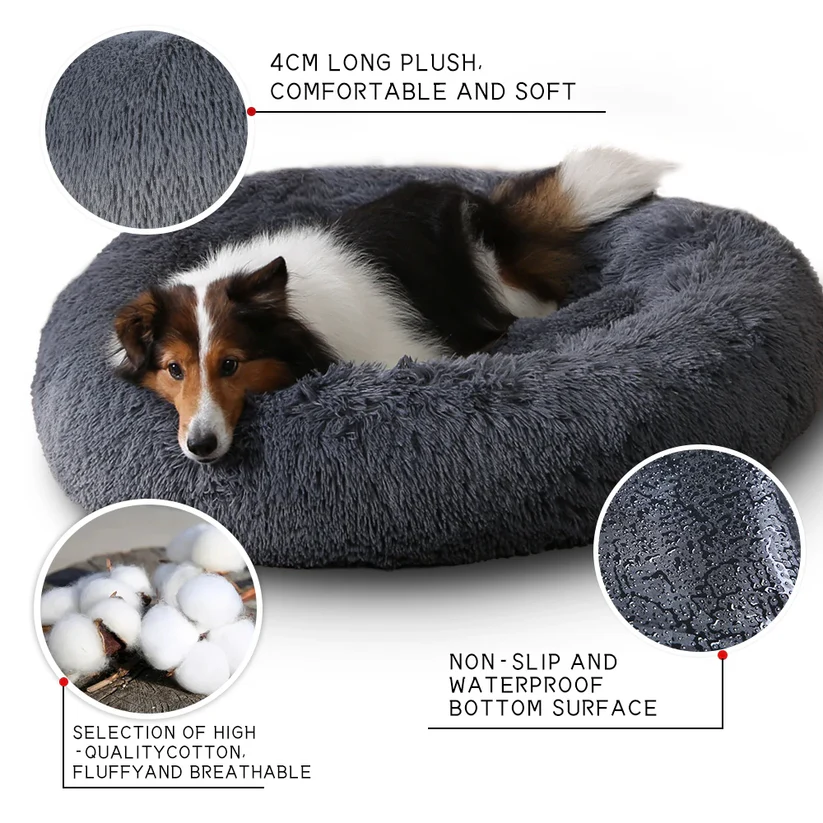 4CM LONG PLUSH,
COMFORTABLE AND SOFT
NON-SLIP AND
WATERPROOF
BOTTOM SURFACE
SELECTION OF HIGH
-QUALITYCOTTON,
FLUFFYAND BREATHABLE